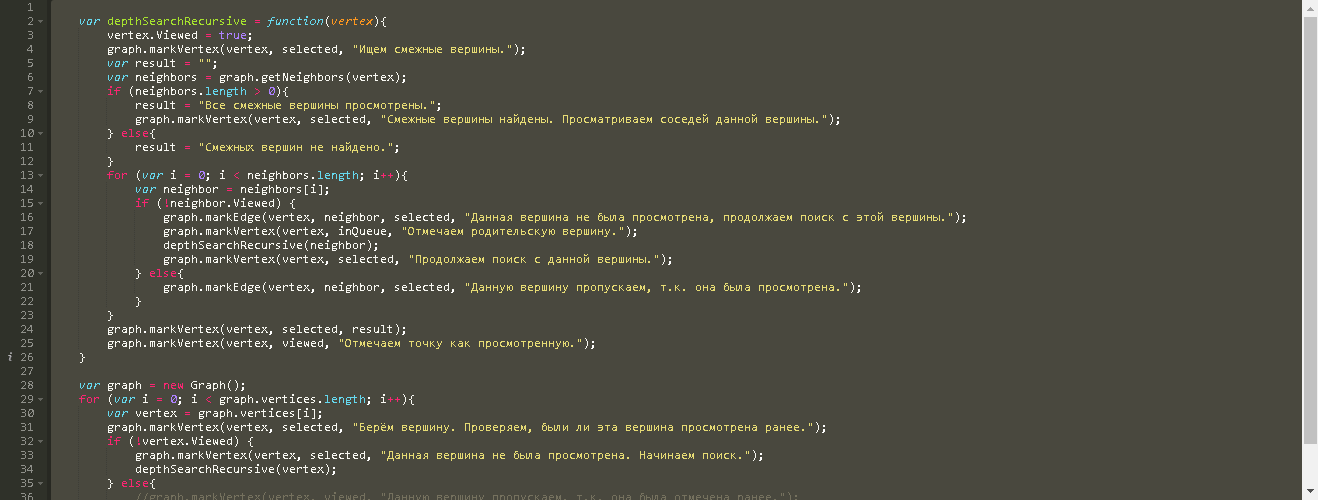 1
2 var depthSearchRecursive = function(vertex){
3 vertex.Viewed = true;
4 graph.markVertex(vertex, selected, "Ищем смежные вершины.");
5 var result = "";
6 var neighbors = graph.getNeighbors(vertex);
7 if (neighbors.length > 0){
8 result = "Все смежные вершины просмотрены.";
9 graph.markVertex(vertex, selected, "Смежные вершины найдены. Просматриваем соседей данной вершины.");
10 } else{
11 result = "Смежных вершин не найдено.";
12 }
13 for (var i = 0; i < neighbors.length; i++){
14 var neighbor = neighbors[i];
15 if (!neighbor.Viewed) {
16 graph.markEdge(vertex, neighbor, selected, "Данная вершина не была просмотрена, продолжаем поиск с этой вершины.");
17 graph.markVertex(vertex, inQueue, "Отмечаем родительскую вершину.");
18 depthSearchRecursive(neighbor);
19 graph.markVertex(vertex, selected, "Продолжаем поиск с данной вершины.");
20 } else{
21 graph.markEdge(vertex, neighbor, selected, "Данную вершину пропускаем, т.к. она была просмотрена.");
22 }
23 }
24 graph.markVertex(vertex, selected, result);
25 graph.markVertex(vertex, viewed, "Отмечаем точку как просмотренную.");
i 26 }
27
28 var graph = new Graph();
29 for (var i = 0; i < graph.vertices.length; i++){
30 var vertex = graph.vertices[i];
31 graph.markVertex(vertex, selected, "Берём вершину. Проверяем, были ли эта вершина просмотрена ранее.");
32 if (!vertex.Viewed) {
33 graph.markVertex(vertex, selected, "Данная вершина не была просмотрена. Начинаем поиск.");
34 depthSearchRecursive(vertex);
35 } else{
36 //graph.markVertex(vertex, viewed, "Данную вершину пропускаем, т.к. она была отмечена ранее.");